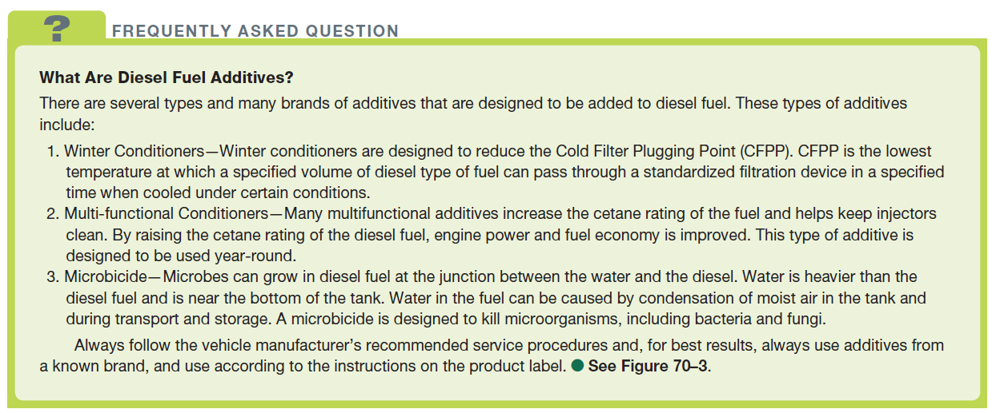 ?
FREQUENTLY ASKED QUESTION
What Are Diesel Fuel Additives?
There are several types and many brands of additives that are designed to be added to diesel fuel. These types of additives
include:
1. Winter Conditioners—Winter conditioners are designed to reduce the Cold Filter Plugging Point (CFPP). CFPP is the lowest
temperature at which a specified volume of diesel type of fuel can pass through a standardized filtration device in a specified
time when cooled under certain conditions.
2. Multi-functional Conditioners—Many multifunctional additives increase the cetane rating of the fuel and helps keep injectors
clean. By raising the cetane rating of the diesel fuel, engine power and fuel economy is improved. This type of additive is
designed to be used year-round.
3. Microbicide—Microbes can grow in diesel fuel at the junction between the water and the diesel. Water is heavier than the
diesel fuel and is near the bottom of the tank. Water in the fuel can be caused by condensation of moist air in the tank and
during transport and storage. A microbicide is designed to kill microorganisms, including bacteria and fungi.
Always follow the vehicle manufacturer's recommended service procedures and, for best results, always use additives from
a known brand, and use according to the instructions on the product label. ● See Figure 70–3.